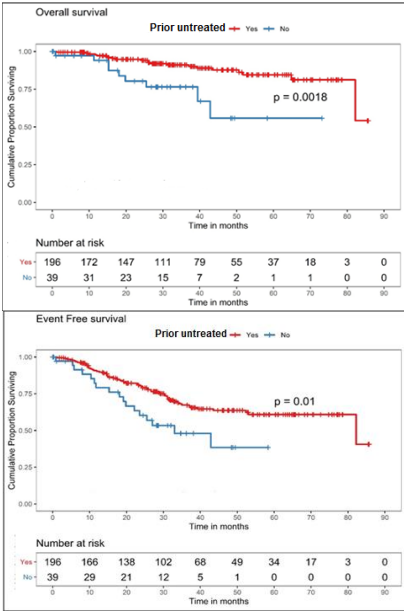 Overall survival
Prior untreated Yes No
Cumulative Proportion Surviving
1.00
0.75
0.50
0.25
0.00
p = 0.0018
0 10 20 30 40 50 60 70 80 90
Time in months
Number at risk
Yes 196 172 147 111 79 55 37 18 3 0
No 39 31 23 15 7 2 1 1 0 0
0 10 20 30 40 50 60 70 80 90
Time in months
Event Free survival
Prior untreated Yes No
Cumulative Proportion Surviving
1.00
0.75
0.50
0.25
0.00
p = 0.01
0 10 20 30 40 50 60 70 80 90
Time in months
Number at risk
Yes 196 166 138 102 68 49 34 17 3 0
No 39 29 21 12 5 1 0 0 0 0
0 10 20 30 40 50 60 70 80 90
Time in months